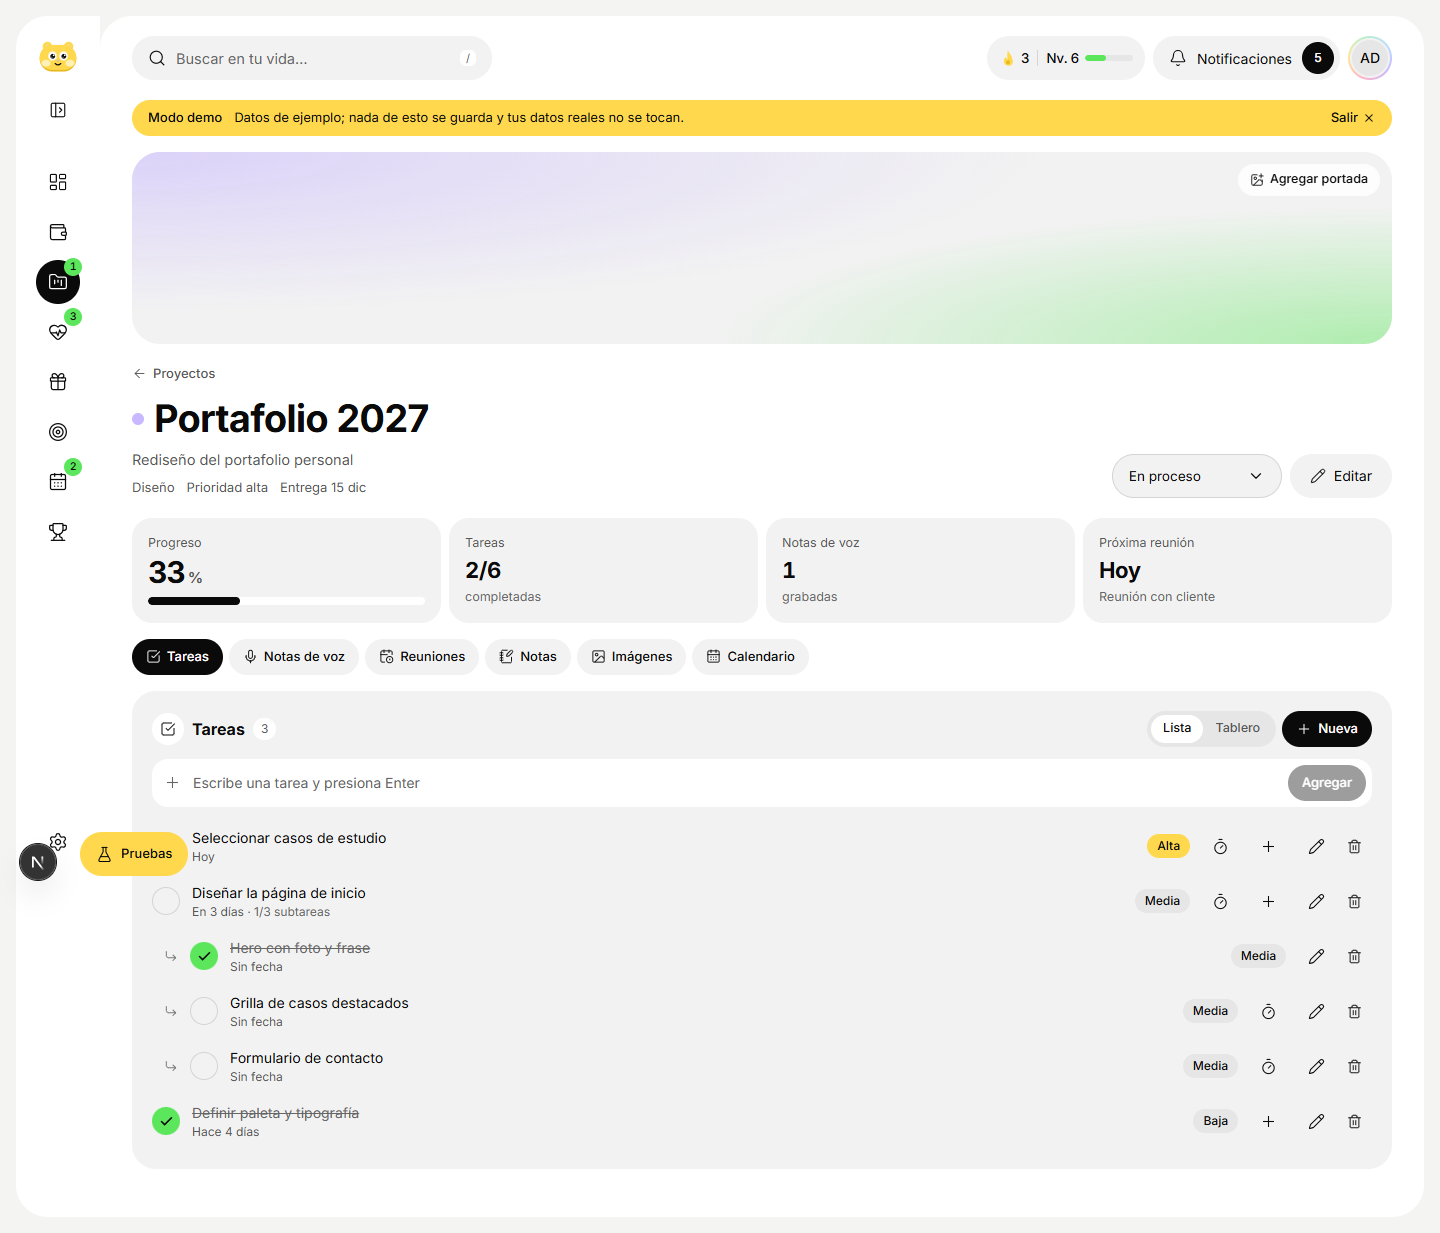 Buscar en tu vida...
/
3
Nv. 6
Notificaciones
5
AD
Modo demo
Datos de ejemplo; nada de esto se guarda y tus datos reales no se tocan.
Salir
Agregar portada
1
3
2
Proyectos
Portafolio 2027
Rediseño del portafolio personal
Diseño
Prioridad alta
Entrega 15 dic
En proceso
Editar
Progreso
33%
Tareas
2/6
completadas
Notas de voz
1
grabadas
Próxima reunión
Hoy
Reunión con cliente
Tareas
Notas de voz
Reuniones
Notas
Imágenes
Calendario
Tareas
3
Lista
Tablero
Nueva
Escribe una tarea y presiona Enter
Agregar
N
Pruebas
Seleccionar casos de estudio
Hoy
Alta
Diseñar la página de inicio
En 3 días · 1/3 subtareas
Media
Hero con foto y frase
Sin fecha
Media
Grilla de casos destacados
Sin fecha
Media
Formulario de contacto
Sin fecha
Media
Definir paleta y tipografía
Hace 4 días
Baja